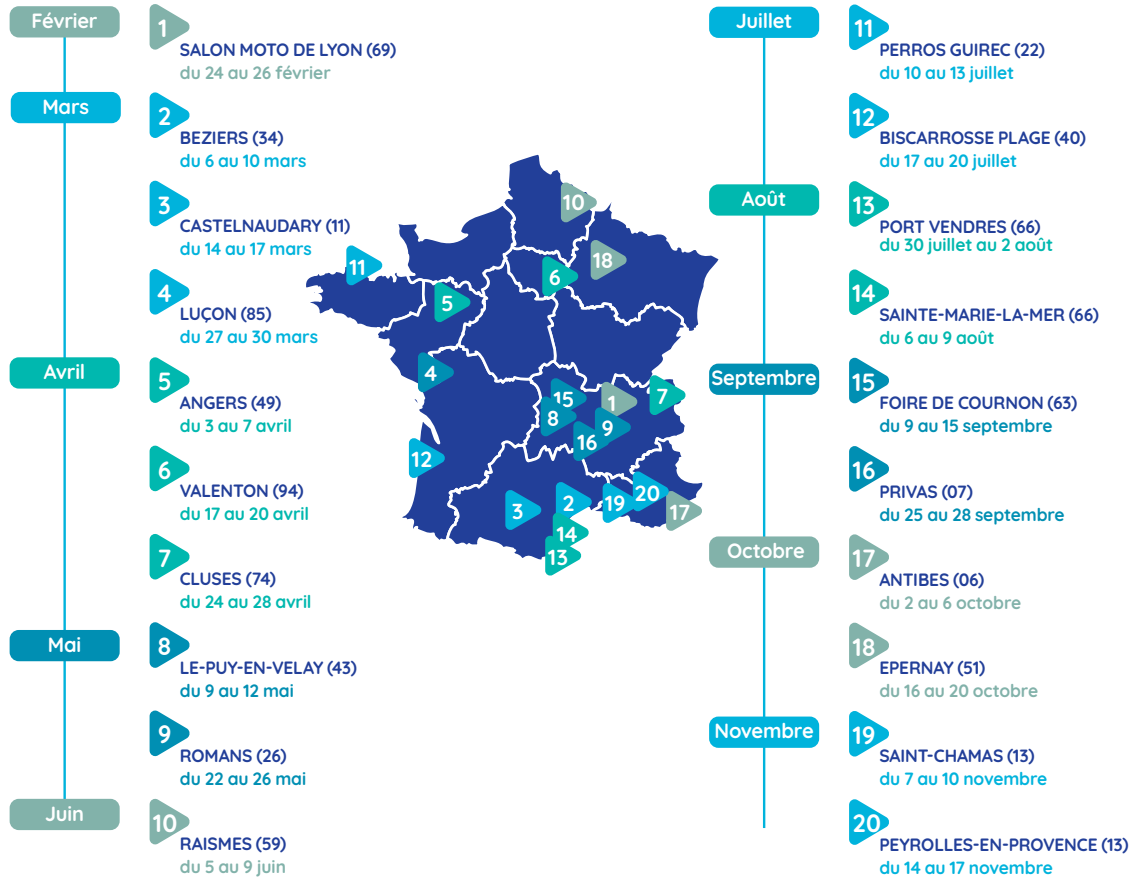 Février
1
SALON MOTO DE LYON (69)
du 24 au 26 février
Mars
2
BEZIERS (34)
du 6 au 10 mars
3
CASTELNAUDARY (11)
du 14 au 17 mars
4
LUÇON (85)
du 27 au 30 mars
Avril
5
ANGERS (49)
du 3 au 7 avril
6
VALENTON (94)
du 17 au 20 avril
7
CLUSES (74)
du 24 au 28 avril
Mai
8
LE-PUY-EN-VELAY (43)
du 9 au 12 mai
9
ROMANS (26)
du 22 au 26 mai
Juin
10
RAISMES (59)
du 5 au 9 juin
10
18
11
6
5
4
15
1
7
8
9
16
12
3
2
19
20
17
14
13
Juillet
11
PERROS GUIREC (22)
du 10 au 13 juillet
12
BISCARROSSE PLAGE (40)
du 17 au 20 juillet
Août
13
PORT VENDRES (66)
du 30 juillet au 2 août
14
SAINTE-MARIE-LA-MER (66)
du 6 au 9 août
Septembre
15
FOIRE DE COURNON (63)
du 9 au 15 septembre
16
PRIVAS (07)
du 25 au 28 septembre
Octobre
17
ANTIBES (06)
du 2 au 6 octobre
18
EPERNAY (51)
du 16 au 20 octobre
Novembre
19
SAINT-CHAMAS (13)
du 7 au 10 novembre
20
PEYROLLES-EN-PROVENCE (13)
du 14 au 17 novembre